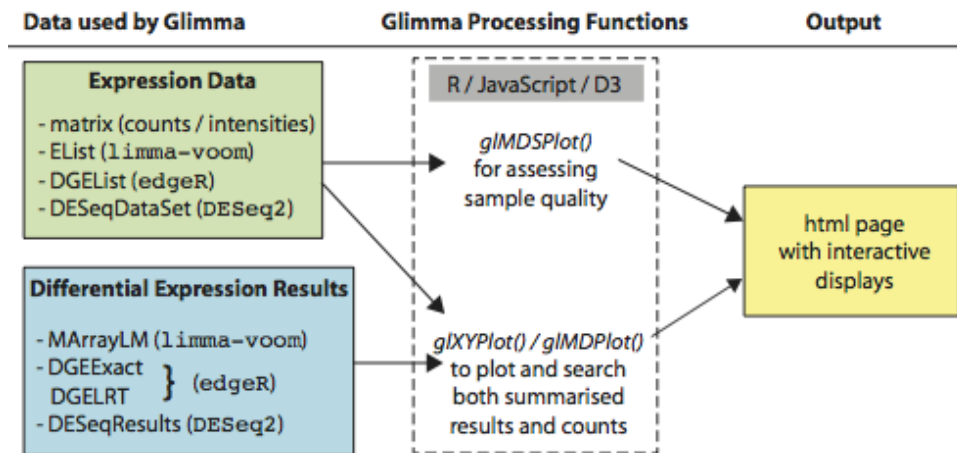 Data used by Glimma
Glimma Processing Functions
Output
Expression Data
- matrix (counts / intensities)
- EList (limma-voom)
- DGEList (edgeR)
- DESeqDataSet (DESeq2)
Differential Expression Results
- MArrayLM (limma-voom)
- DGEExact
DGELRT
} (edgeR)
- DESeqResults (DESeq2)
R / JavaScript / D3
glMDSPlot()
for assessing
sample quality
glXYPlot() / glMDPlot()
to plot and search
both summarised
results and counts
html page
with interactive
displays